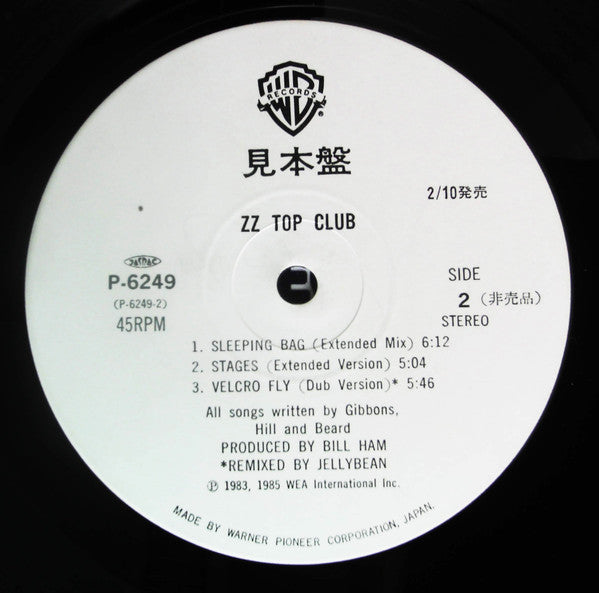 WB
RECORDS
®
見本盤
2/10発売
ZZ TOP CLUB
JASRAC
P-6249
(P-6249-2)
45RPM
SIDE
2 (非売品)
STEREO
1. SLEEPING BAG (Extended Mix) 6:12
2. STAGES (Extended Version) 5:04
3. VELCRO FLY (Dub Version)* 5:46
All songs written by Gibbons,
Hill and Beard
PRODUCED BY BILL HAM
*REMIXED BY JELLYBEAN
℗ 1983, 1985 WEA International Inc.
MADE BY WARNER PIONEER CORPORATION, JAPAN.